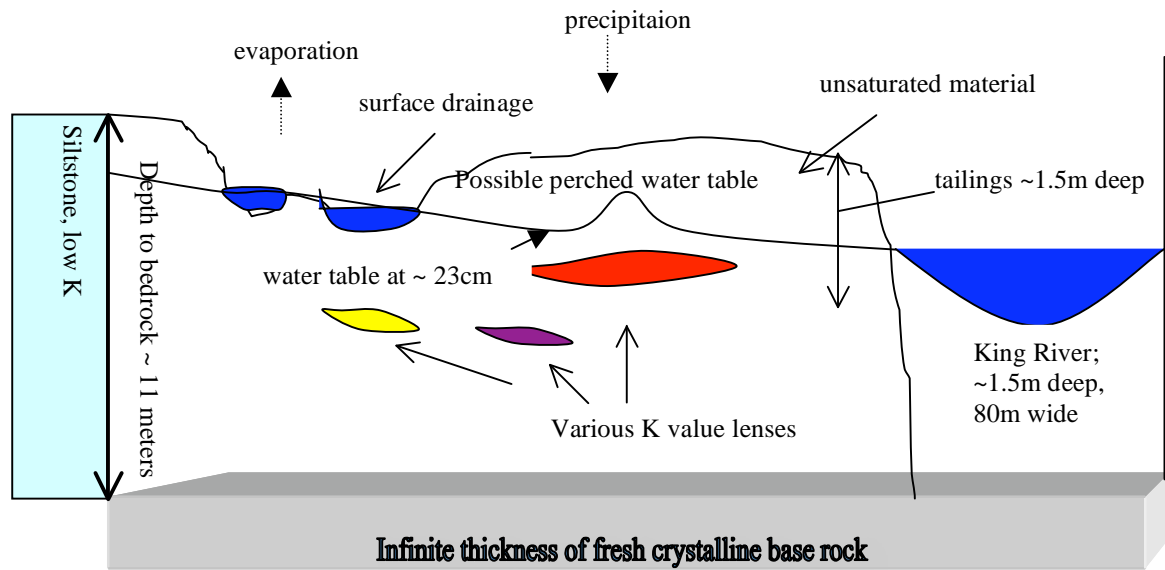 precipitaion
evaporation
unsaturated material
surface drainage
Siltstone, low K
Depth to bedrock ~ 11 meters
Possible perched water table
tailings ~1.5m deep
water table at ~ 23cm
King River;
~1.5m deep,
80m wide
Various K value lenses
Infinite thickness of fresh crystalline base rock